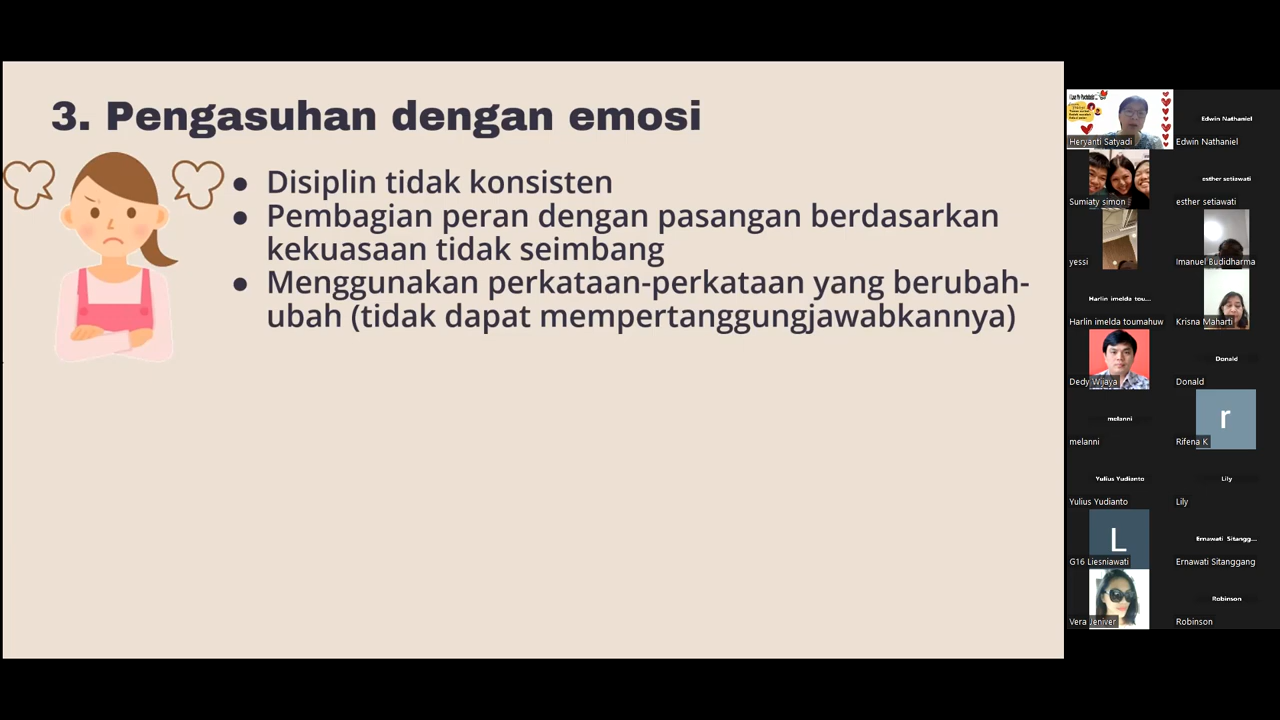 3. Pengasuhan dengan emosi
● Disiplin tidak konsisten
● Pembagian peran dengan pasangan berdasarkan
kekuasaan tidak seimbang
● Menggunakan perkataan-perkataan yang berubah-
ubah (tidak dapat mempertanggungjawabkannya)
Heryanti Satyadi
Edwin Nathaniel
Edwin Nathaniel
Sumiaty simon
esther setiawati
esther setiawati
yessi
Imanuel Budidharma
Harlin imelda tou...
Harlin imelda toumahuw
Krisna Maharti
Dedy Wijaya
Donald
Donald
melanni
melanni
r
Rifena K
Yulius Yudianto
Yulius Yudianto
Lily
Lily
L
G16 Liesniawati
Ernawati Sitangg...
Ernawati Sitanggang
Vera Jeniver
Robinson
Robinson